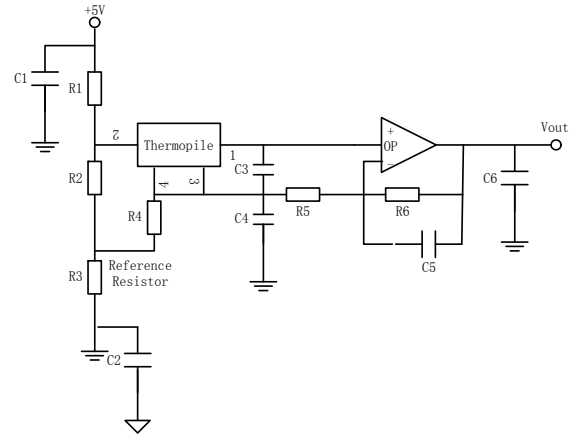 +5V
C1
R1
2
Thermopile
+
OP
-
Vout
1
C3
R2
4
3
C6
R4
C4
R5
R6
R3
Reference
Resistor
C5
C2